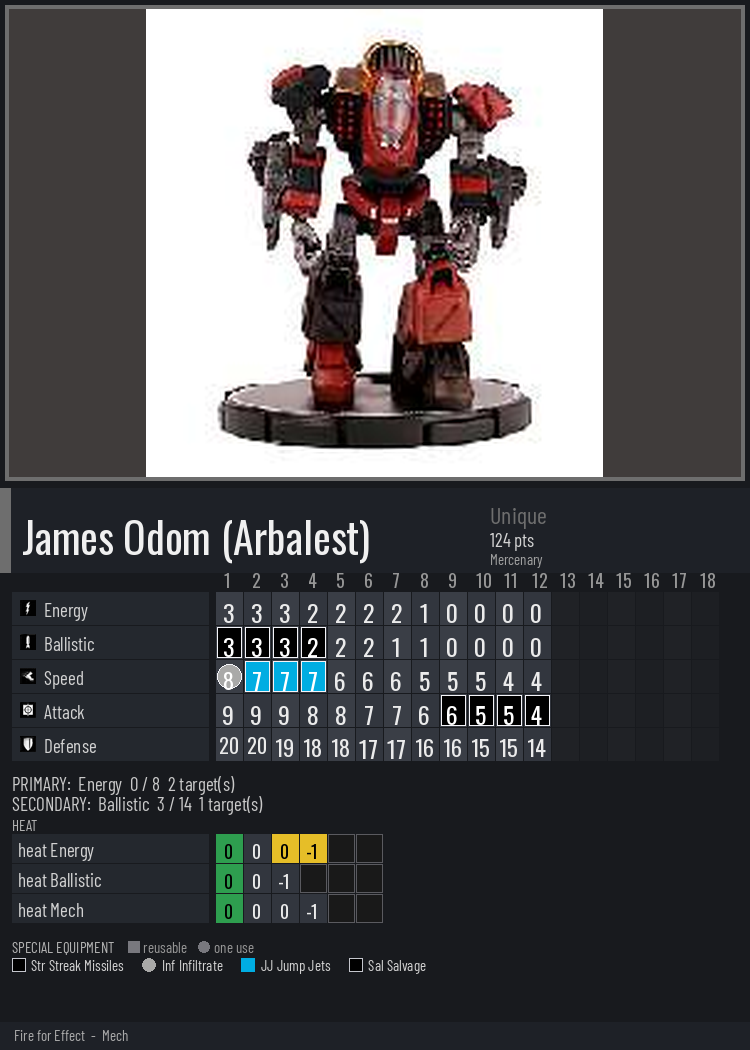 James Odom (Arbalest)
Unique
124 pts
Mercenary
1 2 3 4 5 6 7 8 9 10 11 12 13 14 15 16 17 18
Energy 3 3 3 2 2 2 2 1 0 0 0 0
Ballistic 3 3 3 2 2 2 1 1 0 0 0 0
Speed 8 7 7 7 6 6 6 5 5 5 4 4
Attack 9 9 9 8 8 7 7 6 6 5 5 4
Defense 20 20 19 18 18 17 17 16 16 15 15 14
PRIMARY: Energy 0 / 8 2 target(s)
SECONDARY: Ballistic 3 / 14 1 target(s)
HEAT
heat Energy 0 0 0 -1
heat Ballistic 0 0 -1
heat Mech 0 0 0 -1
SPECIAL EQUIPMENT reusable one use
Str Streak Missiles Inf Infiltrate JJ Jump Jets Sal Salvage
Fire for Effect - Mech